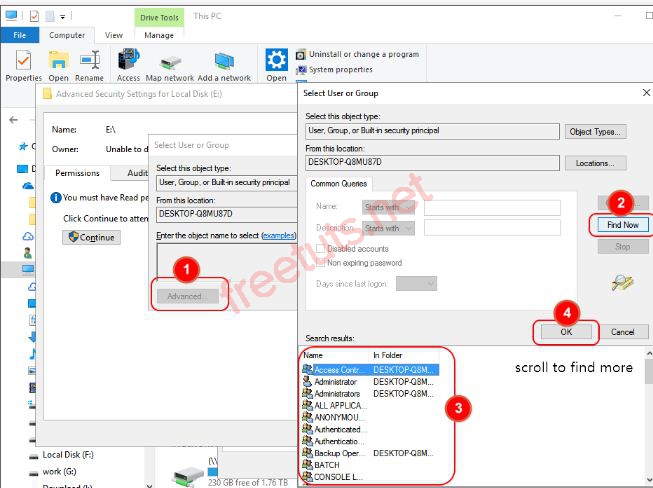 Drive Tools
This PC
File
Computer
View
Manage
Properties
Open
Rename
Access
Map network
Add a network
Open
Uninstall or change a program
System properties
Advanced Security Settings for Local Disk (E:)
Name:
E:\
Owner:
Unable to d
Permissions
Audit
You must have Read pe
Click Continue to atten
Continue
Select User or Group
Select this object type:
User, Group, or Built-in security principal
From this location:
DESKTOP-Q8MU87D
Enter the object name to select (examples)
1
Advanced...
Select User or Group
Select this object type:
User, Group, or Built-in security principal
Object Types...
From this location:
DESKTOP-Q8MU87D
Locations...
Common Queries
Name:
Starts with
Description:
Starts with
Disabled accounts
Non expiring password
Days since last logon:
2
Find Now
Stop
4
OK
Cancel
Search results:
Name
In Folder
Access Contr...
DESKTOP-Q8M...
Administrator
DESKTOP-Q8M...
Administrators
DESKTOP-Q8M...
ALL APPLICA...
ANONYMOU...
Authenticated...
Authenticatio...
Backup Oper...
DESKTOP-Q8M...
BATCH
CONSOLE L...
3
scroll to find more
freetuts.net
Local Disk (F:)
work (G:)
230 GB free of 1.76 TB